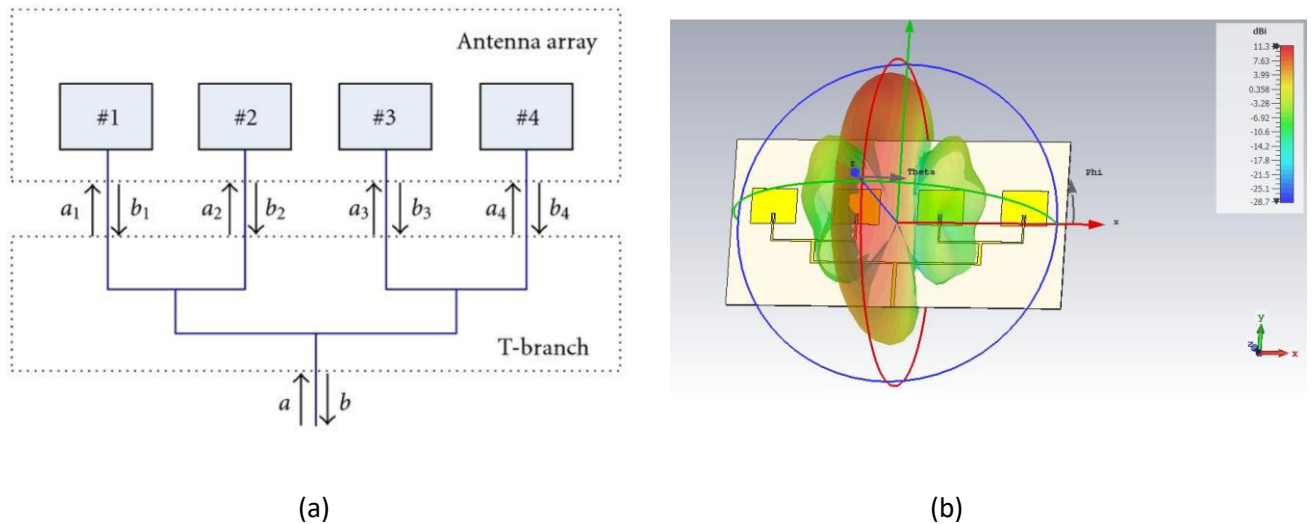 Antenna array
#1 #2 #3 #4
a1 b1 a2 b2 a3 b3 a4 b4
T-branch
a b
(a)
dBi
11.3
7.63
3.99
-0.358
-3.28
-6.92
-10.6
-14.2
-17.8
-21.5
-25.1
-28.7
z
Theta
Phi
x
y
z
x
(b)